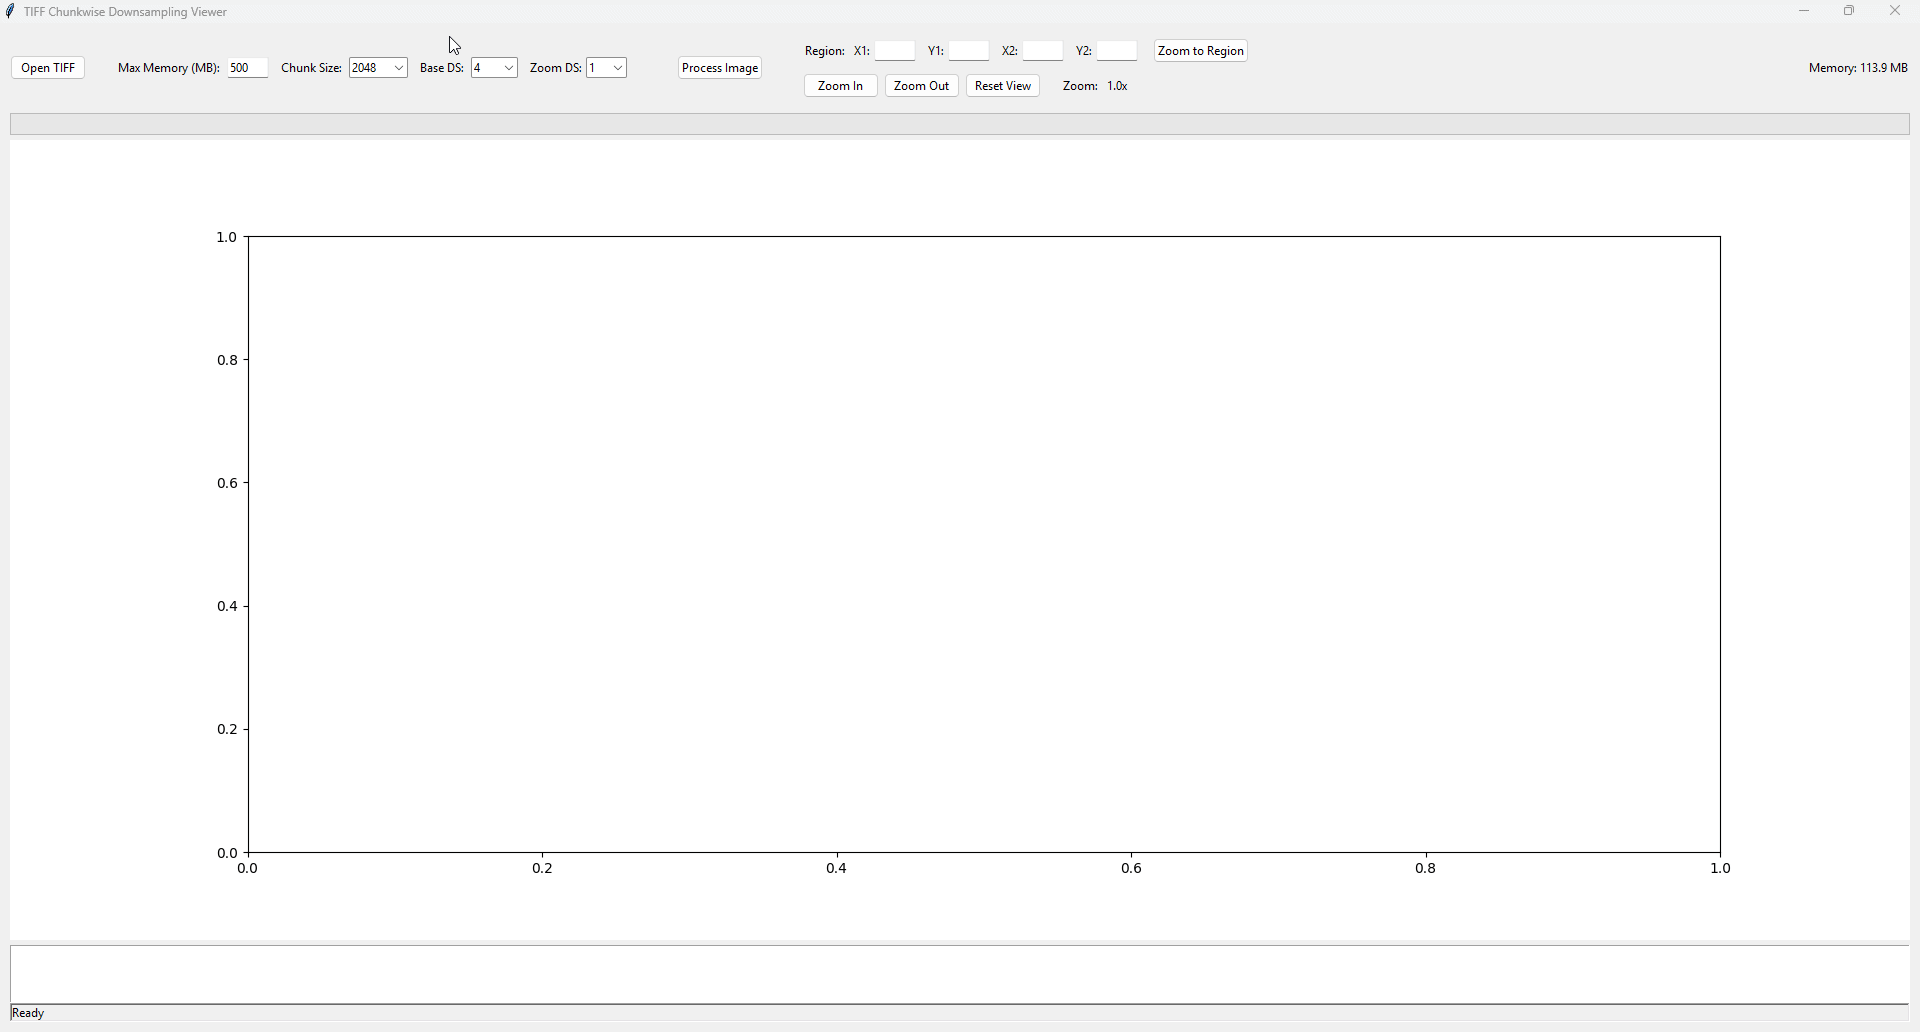 TIFF Chunkwise Downsampling Viewer
Region: X1: Y1: X2: Y2: Zoom to Region
Open TIFF Max Memory (MB): 500 Chunk Size: 2048 Base DS: 4 Zoom DS: 1 Process Image Memory: 113.9 MB
Zoom In Zoom Out Reset View Zoom: 1.0x
1.0
0.8
0.6
0.4
0.2
0.0
0.0 0.2 0.4 0.6 0.8 1.0
Ready